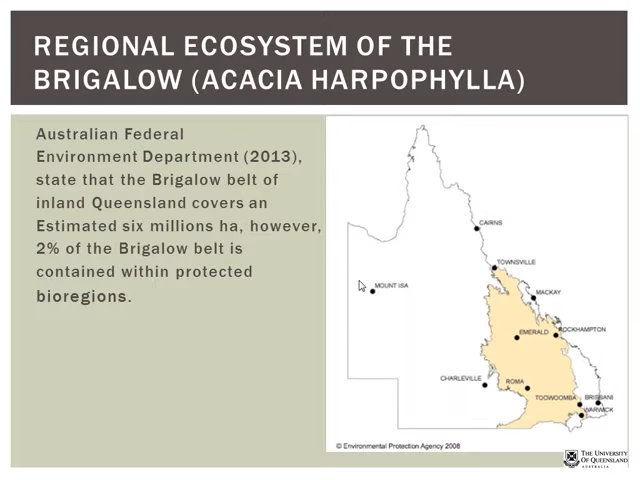 REGIONAL ECOSYSTEM OF THE
BRIGALOW (ACACIA HARPOPHYLLA)
Australian Federal
Environment Department (2013),
state that the Brigalow belt of
inland Queensland covers an
Estimated six millions ha, however,
2% of the Brigalow belt is
contained within protected
bioregions.
CAIRNS
TOWNSVILLE
MOUNT ISA
MACKAY
EMERALD
ROCKHAMPTON
CHARLEVILLE
ROMA
TOOWOOMBA
BRISBANE
WARWICK
© Environmental Protection Agency 2008
THE UNIVERSITY
OF QUEENSLAND
AUSTRALIA